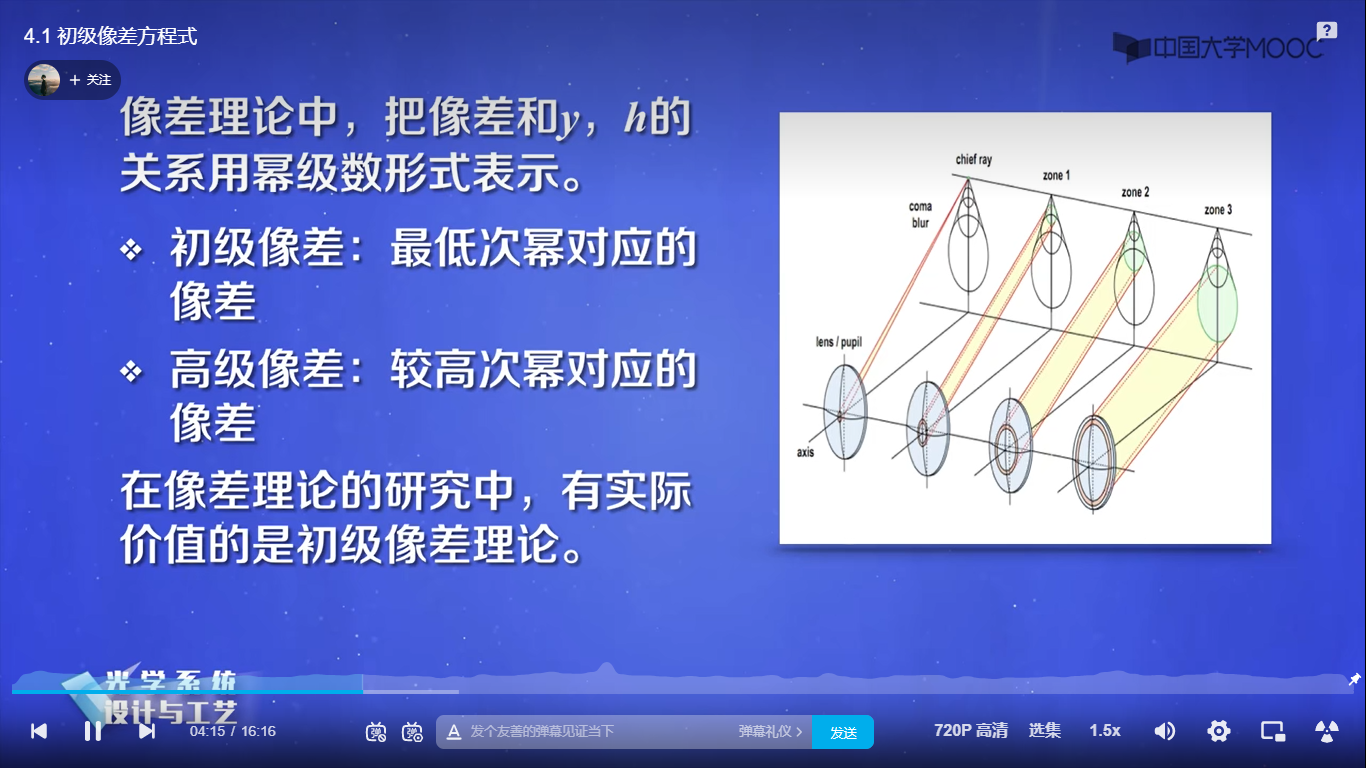 4.1 初级像差方程式
中国大学MOOC
+ 关注
像差理论中，把像差和y，h的
关系用幂级数形式表示。
❖ 初级像差：最低次幂对应的
像差
❖ 高级像差：较高次幂对应的
像差
在像差理论的研究中，有实际
价值的是初级像差理论。
chief ray
zone 1
zone 2
zone 3
coma
blur
lens / pupil
axis
光学系统
设计与工艺
04:15 / 16:16
弹
弹
A 发个友善的弹幕见证当下
弹幕礼仪 >
发送
720P 高清
选集
1.5x